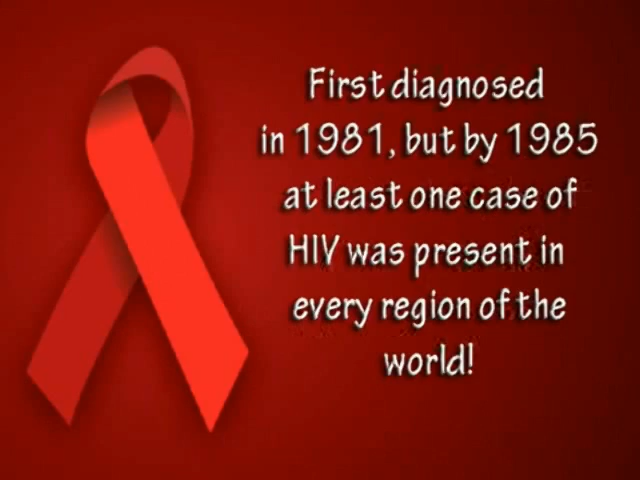 First diagnosed
in 1981, but by 1985
at least one case of
HIV was present in
every region of the
world!